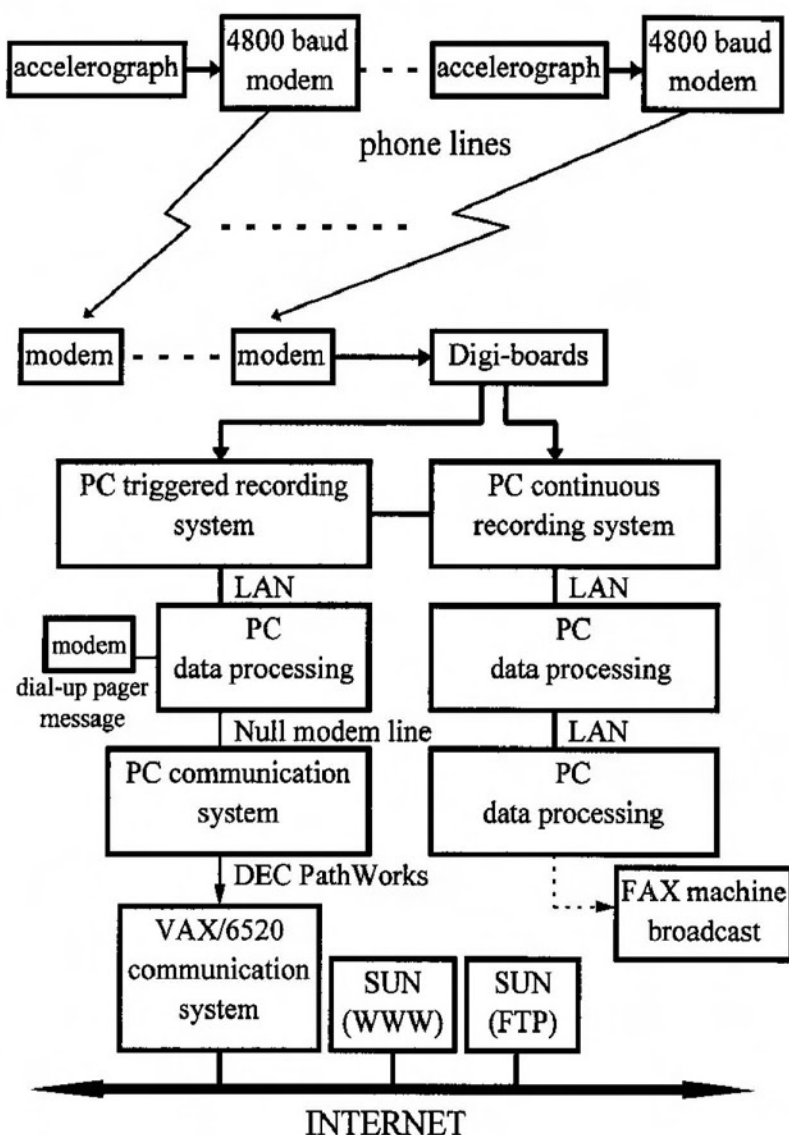 accelerograph
4800 baud
modem
accelerograph
4800 baud
modem
phone lines
modem
modem
Digi-boards
PC triggered recording
system
PC continuous
recording system
LAN
LAN
modem
dial-up pager
message
PC
data processing
PC
data processing
Null modem line
LAN
PC communication
system
PC
data processing
DEC PathWorks
FAX machine
broadcast
VAX/6520
communication
system
SUN
(WWW)
SUN
(FTP)
INTERNET